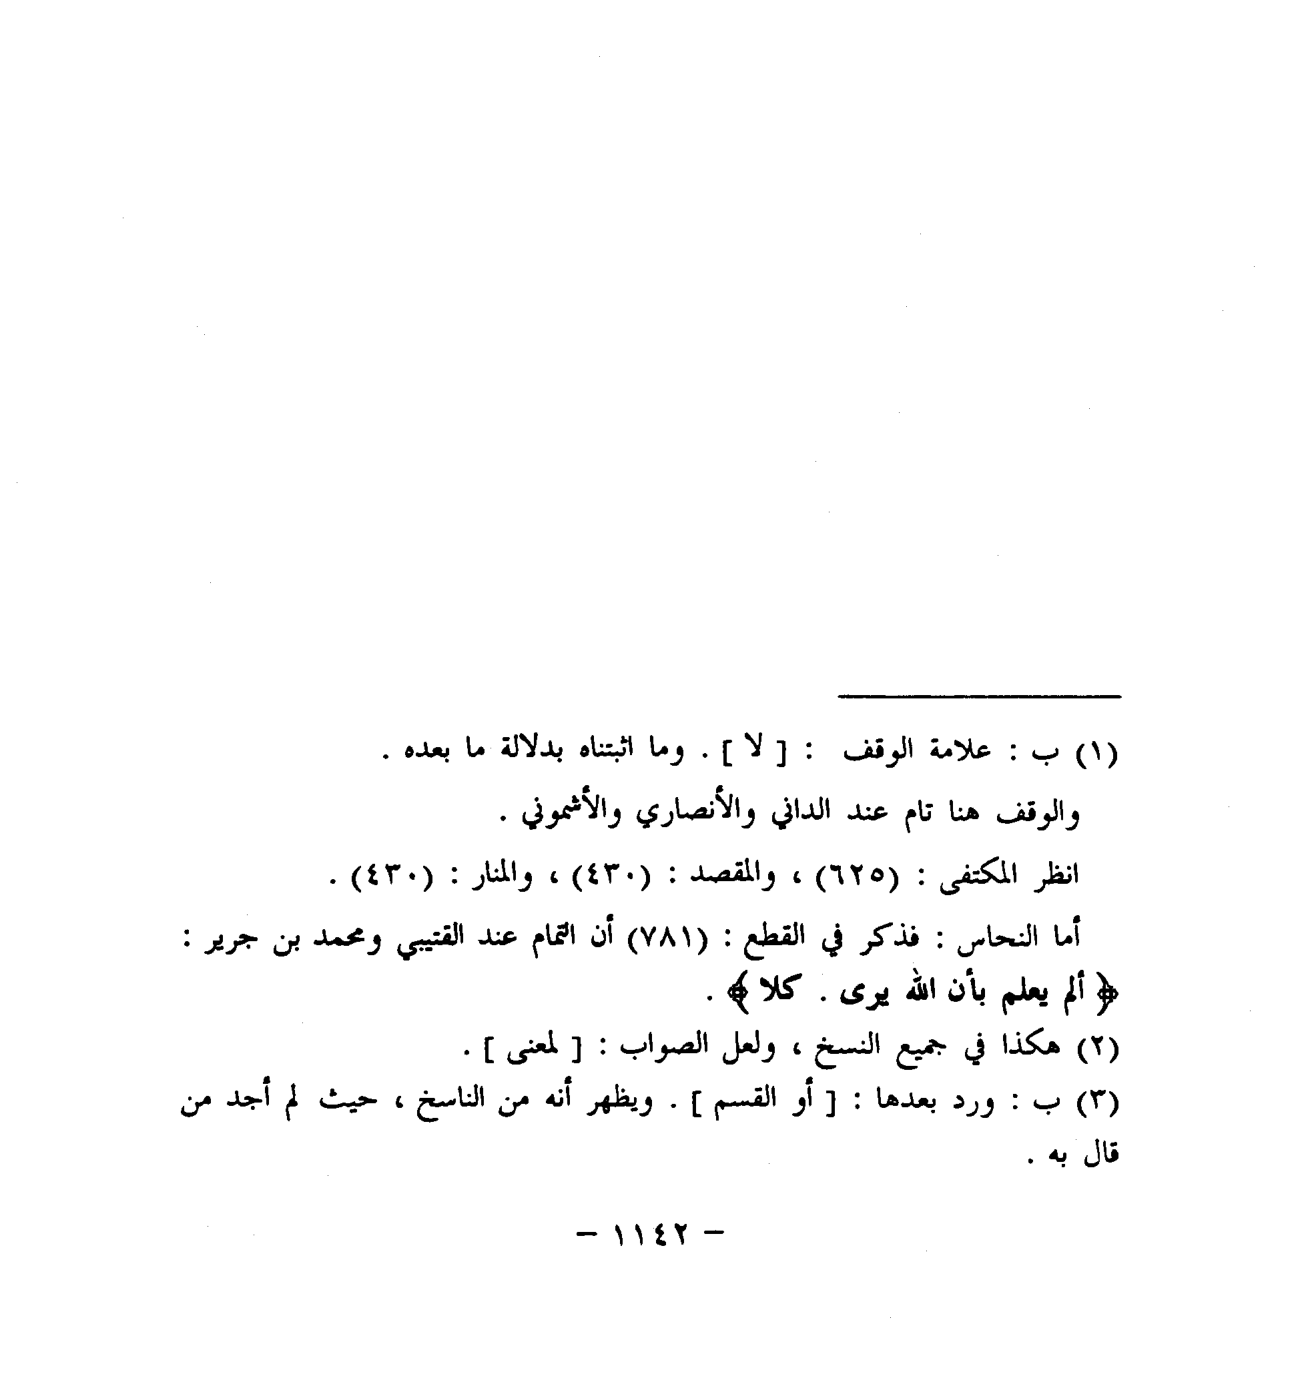 (١) ب : علامة الوقف : [ لا ] . وما اثبتناه بدلالة ما بعده .
والوقف هنا تام عند الداني والأنصاري والأشموني .
انظر المكتفى : (٦٢٥) ، والمقصد : (٤٣٠) ، والمنار : (٤٣٠) .
أما النحاس : فذكر في القطع : (٧٨١) أن التمام عند القتيبي ومحمد بن جرير :
﴿ ألم يعلم بأن الله يرى . كلا ﴾ .
(٢) هكذا في جميع النسخ ، ولعل الصواب : [ لمعنى ] .
(٣) ب : ورد بعدها : [ أو القسم ] . ويظهر أنه من الناسخ ، حيث لم أجد من
قال به .
– ١١٤٢ –